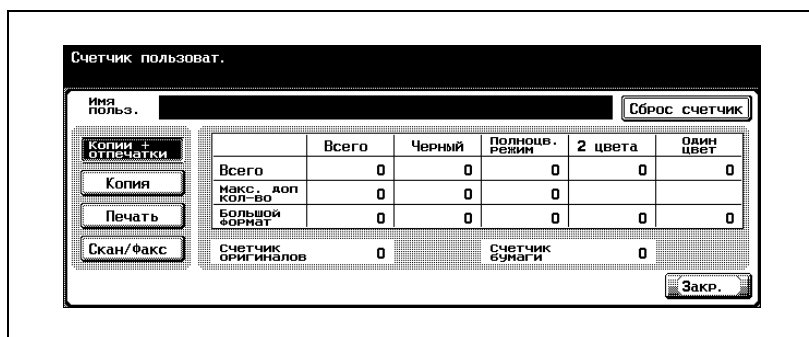 Счетчик пользоват.
Имя
польз.
Сброс счетчик
Копии +
отпечатки
Копия
Печать
Скан/Факс
Всего Черный Полноцв.
режим 2 цвета Один
цвет
Всего 0 0 0 0 0
Макс. доп
кол-во 0 0 0
Большой
формат 0 0 0 0 0
Счетчик
оригиналов 0
Счетчик
бумаги 0
Закр.